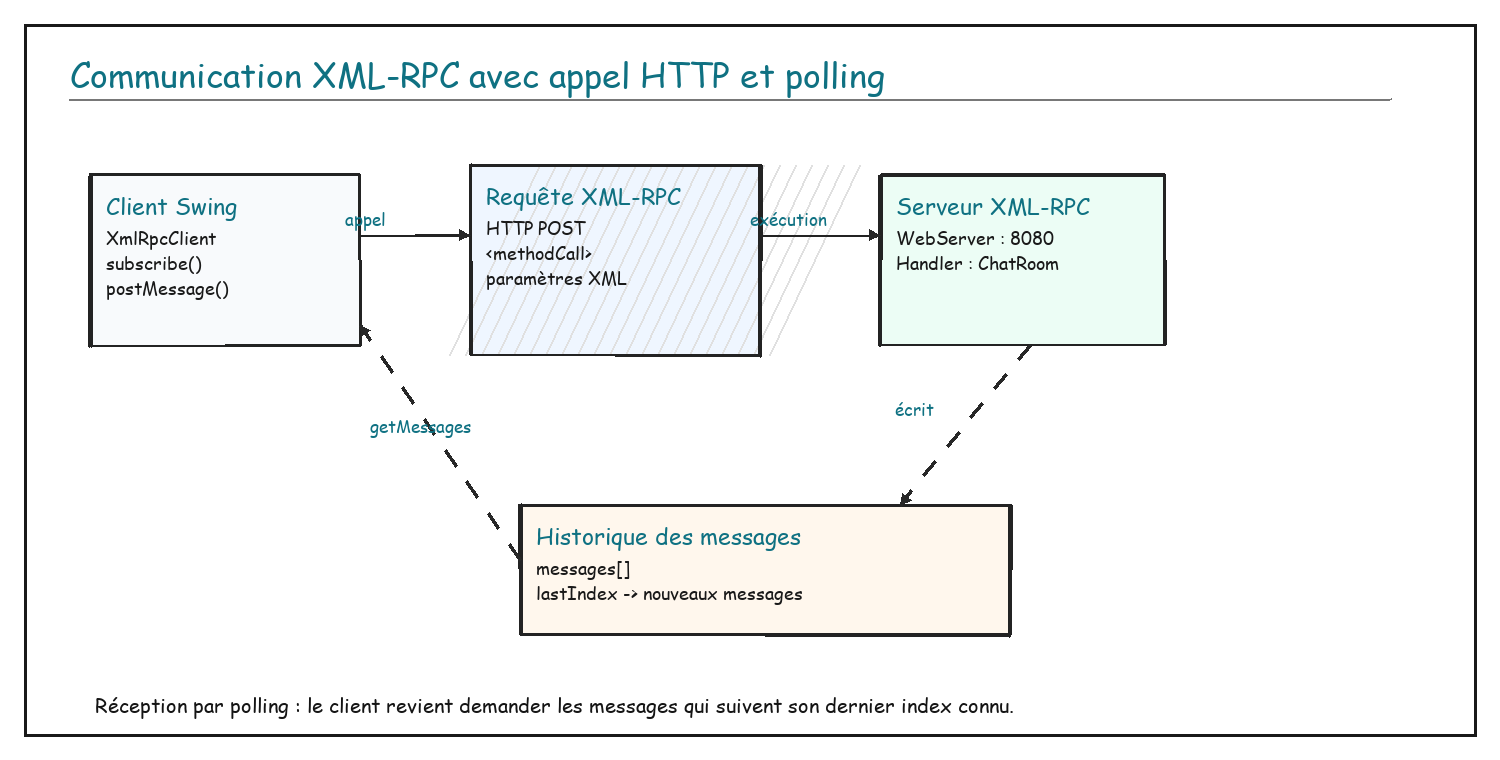 Communication XML-RPC avec appel HTTP et polling
Client Swing
XmlRpcClient
subscribe()
postMessage()
appel
Requête XML-RPC
HTTP POST
<methodCall>
paramètres XML
exécution
Serveur XML-RPC
WebServer : 8080
Handler : ChatRoom
getMessages
écrit
Historique des messages
messages[]
lastIndex -> nouveaux messages
Réception par polling : le client revient demander les messages qui suivent son dernier index connu.